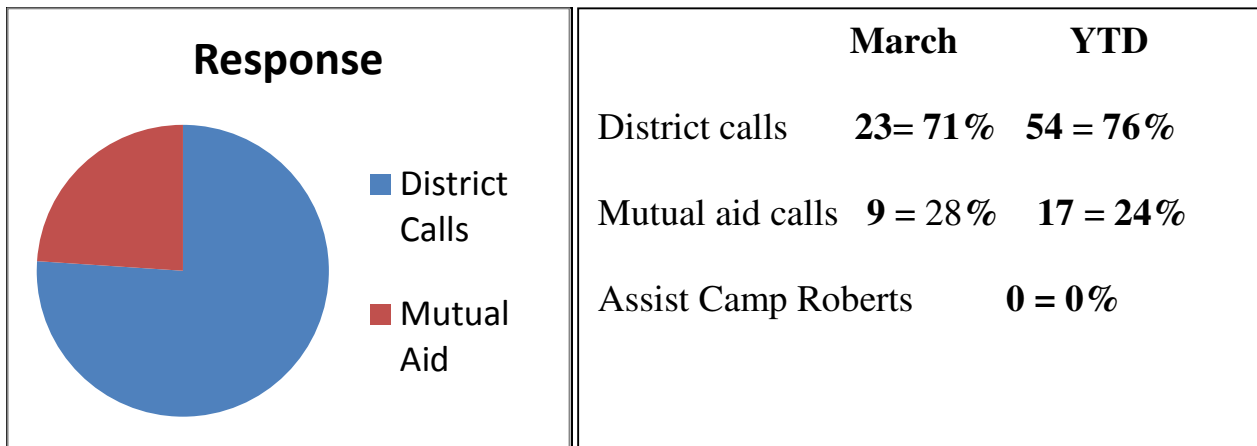 Response
District
Calls
Mutual
Aid
March YTD
District calls 23= 71% 54 = 76%
Mutual aid calls 9 = 28% 17 = 24%
Assist Camp Roberts 0 = 0%